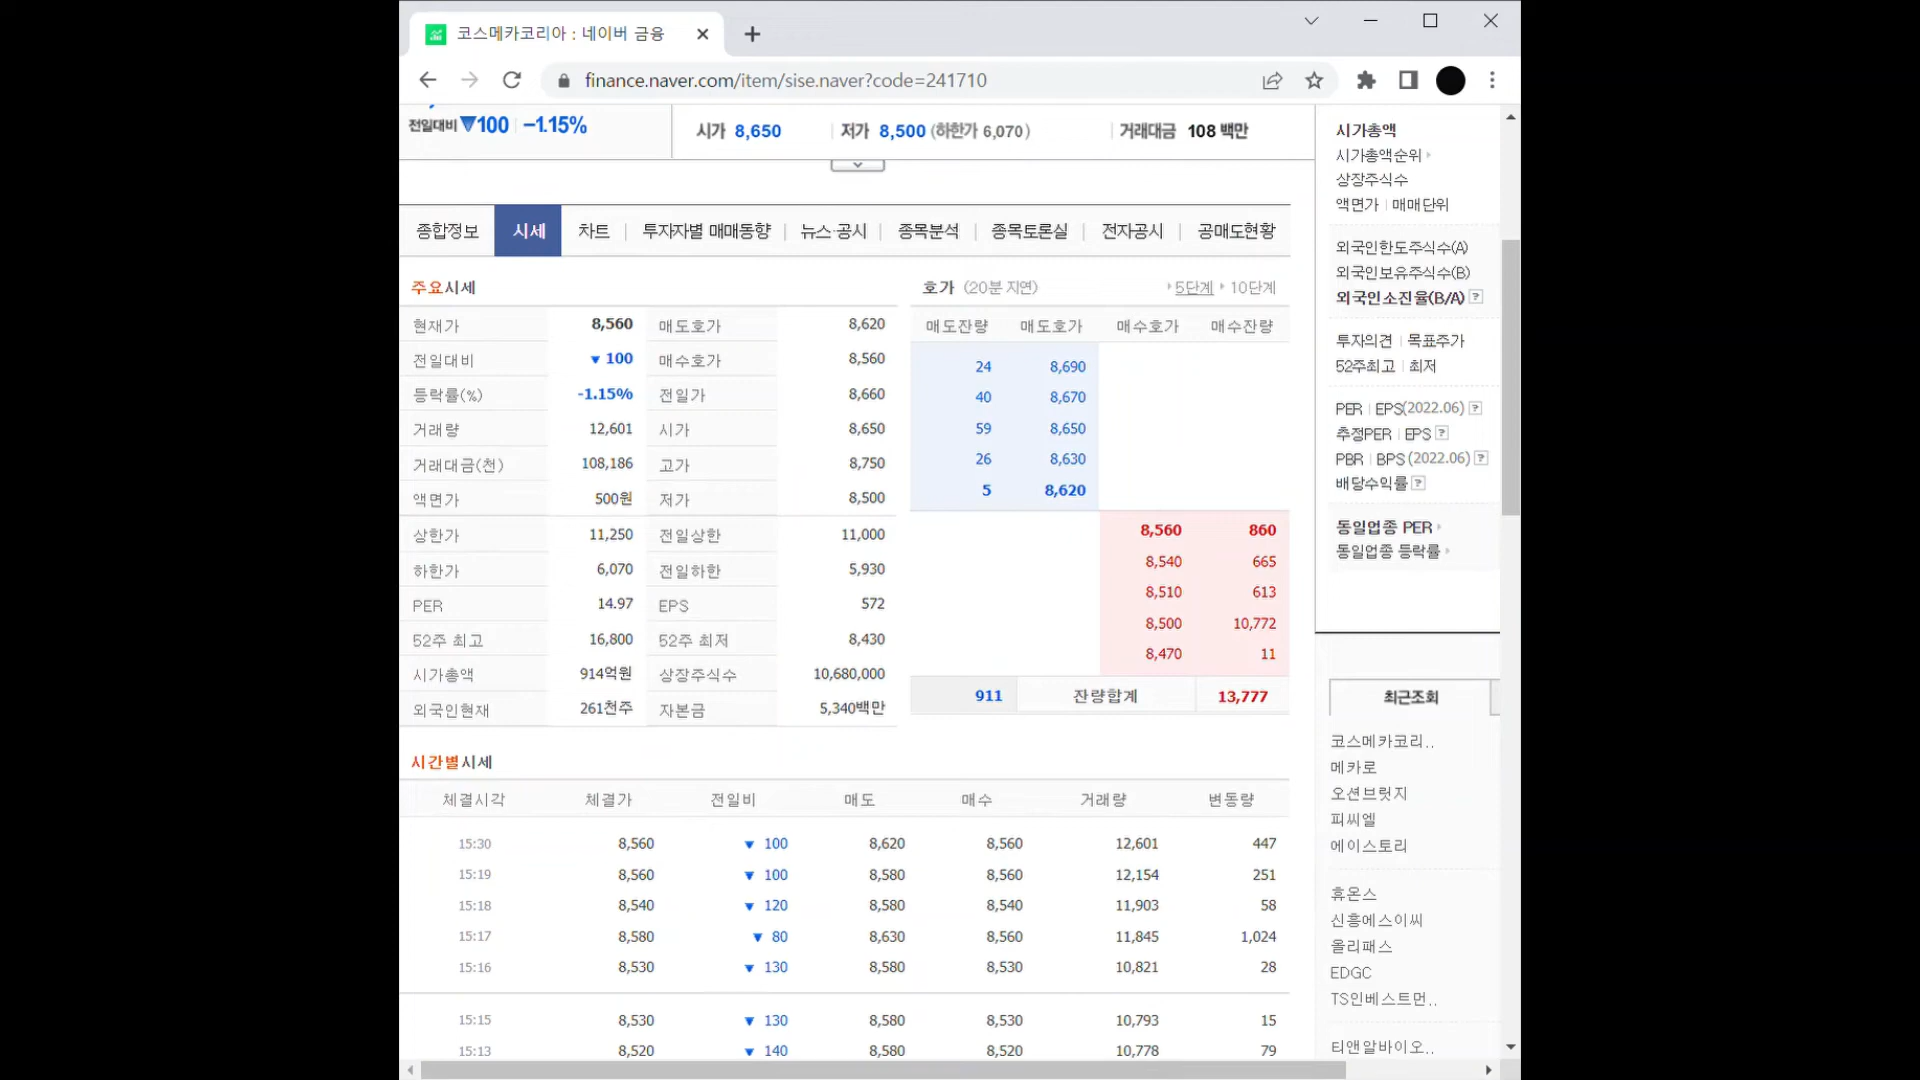 코스메카코리아 : 네이버 금융
finance.naver.com/item/sise.naver?code=241710
전일대비 ▼100 -1.15%
시가 8,650 저가 8,500 (하한가 6,070) 거래대금 108 백만
종합정보 시세 차트 투자자별 매매동향 뉴스·공시 종목분석 종목토론실 전자공시 공매도현황
주요시세
현재가 8,560 매도호가 8,620
전일대비 ▼ 100 매수호가 8,560
등락률(%) -1.15% 전일가 8,660
거래량 12,601 시가 8,650
거래대금(천) 108,186 고가 8,750
액면가 500원 저가 8,500
상한가 11,250 전일상한 11,000
하한가 6,070 전일하한 5,930
PER 14.97 EPS 572
52주 최고 16,800 52주 최저 8,430
시가총액 914억원 상장주식수 10,680,000
외국인현재 261천주 자본금 5,340백만
호가 (20분 지연) 5단계 10단계
매도잔량 매도호가 매수호가 매수잔량
24 8,690
40 8,670
59 8,650
26 8,630
5 8,620
8,560 860
8,540 665
8,510 613
8,500 10,772
8,470 11
911 잔량합계 13,777
시간별시세
체결시각 체결가 전일비 매도 매수 거래량 변동량
15:30 8,560 ▼ 100 8,620 8,560 12,601 447
15:19 8,560 ▼ 100 8,580 8,560 12,154 251
15:18 8,540 ▼ 120 8,580 8,540 11,903 58
15:17 8,580 ▼ 80 8,630 8,560 11,845 1,024
15:16 8,530 ▼ 130 8,580 8,530 10,821 28
15:15 8,530 ▼ 130 8,580 8,530 10,793 15
15:13 8,520 ▼ 140 8,580 8,520 10,778 79
시가총액
시가총액순위
상장주식수
액면가 | 매매단위
외국인한도주식수(A)
외국인보유주식수(B)
외국인소진율(B/A) ?
투자의견 | 목표주가
52주최고 | 최저
PER | EPS(2022.06) ?
추정PER | EPS ?
PBR | BPS (2022.06) ?
배당수익률 ?
동일업종 PER
동일업종 등락률
최근조회
코스메카코리..
메카로
오션브릿지
피씨엘
에이스토리
휴온스
신흥에스이씨
올리패스
EDGC
TS인베스트먼..
티앤알바이오..